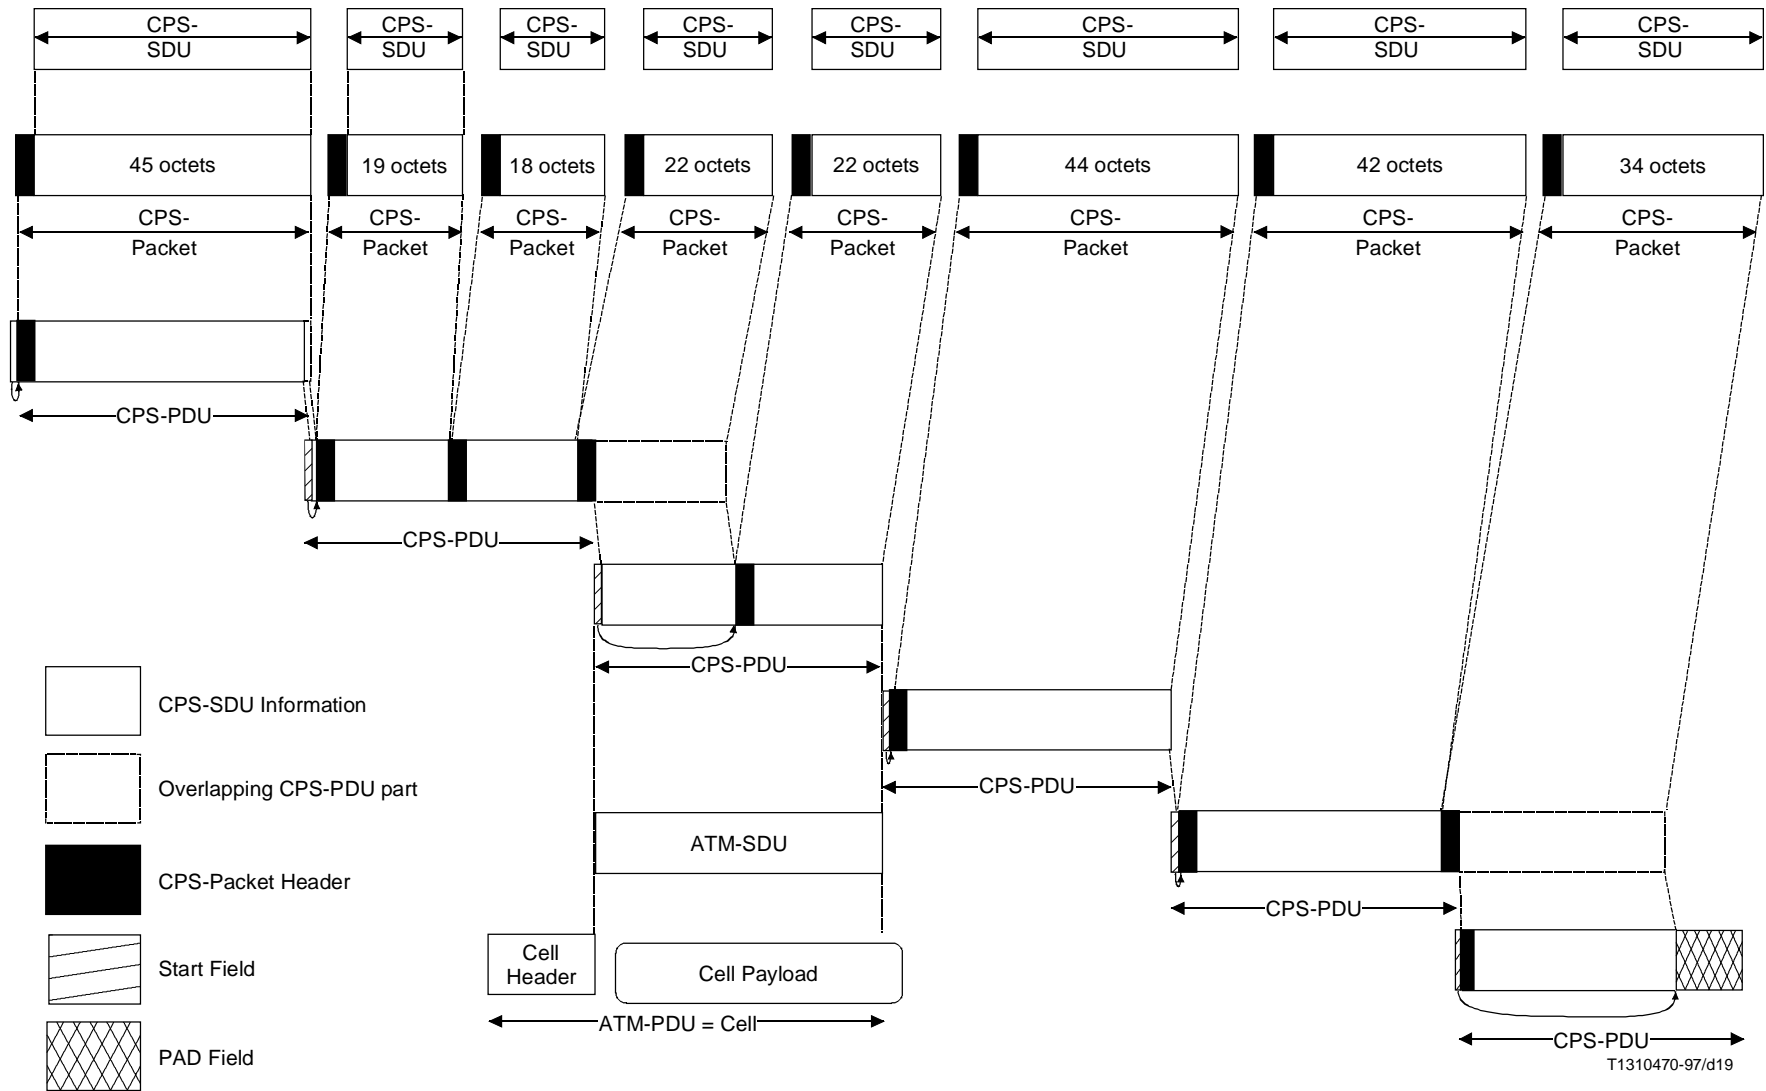 CPS-
SDU
CPS-
SDU
CPS-
SDU
CPS-
SDU
CPS-
SDU
CPS-
SDU
CPS-
SDU
CPS-
SDU
45 octets
19 octets
18 octets
22 octets
22 octets
44 octets
42 octets
34 octets
CPS-
Packet
CPS-
Packet
CPS-
Packet
CPS-
Packet
CPS-
Packet
CPS-
Packet
CPS-
Packet
CPS-
Packet
CPS-PDU
CPS-PDU
CPS-PDU
CPS-SDU Information
CPS-PDU
Overlapping CPS-PDU part
ATM-SDU
CPS-Packet Header
CPS-PDU
Cell
Header
Cell Payload
Start Field
ATM-PDU = Cell
CPS-PDU
PAD Field
T1310470-97/d19